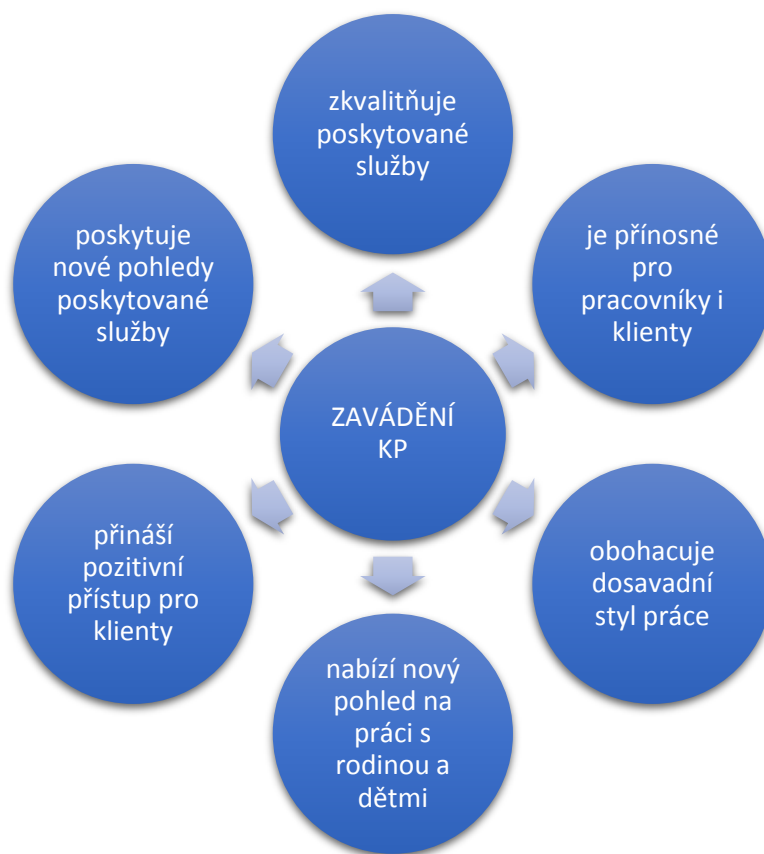 zkvalitňuje
poskytované
služby
je přínosné
pro
pracovníky i
klienty
obohacuje
dosavadní
styl práce
nabízí nový
pohled na
práci s
rodinou a
dětmi
přináší
pozitivní
přístup pro
klienty
poskytuje
nové pohledy
poskytované
služby
ZAVÁDĚNÍ
KP